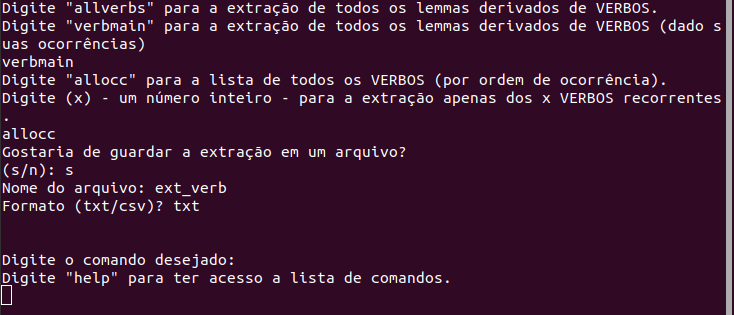 Digite "allverbs" para a extração de todos os lemmas derivados de VERBOS.
Digite "verbmain" para a extração de todos os lemmas derivados de VERBOS (dado s
uas ocorrências)
verbmain
Digite "allocc" para a lista de todos os VERBOS (por ordem de ocorrência).
Digite (x) - um número inteiro - para a extração apenas dos x VERBOS recorrentes
.
allocc
Gostaria de guardar a extração em um arquivo?
(s/n): s
Nome do arquivo: ext_verb
Formato (txt/csv)? txt
Digite o comando desejado:
Digite "help" para ter acesso a lista de comandos.